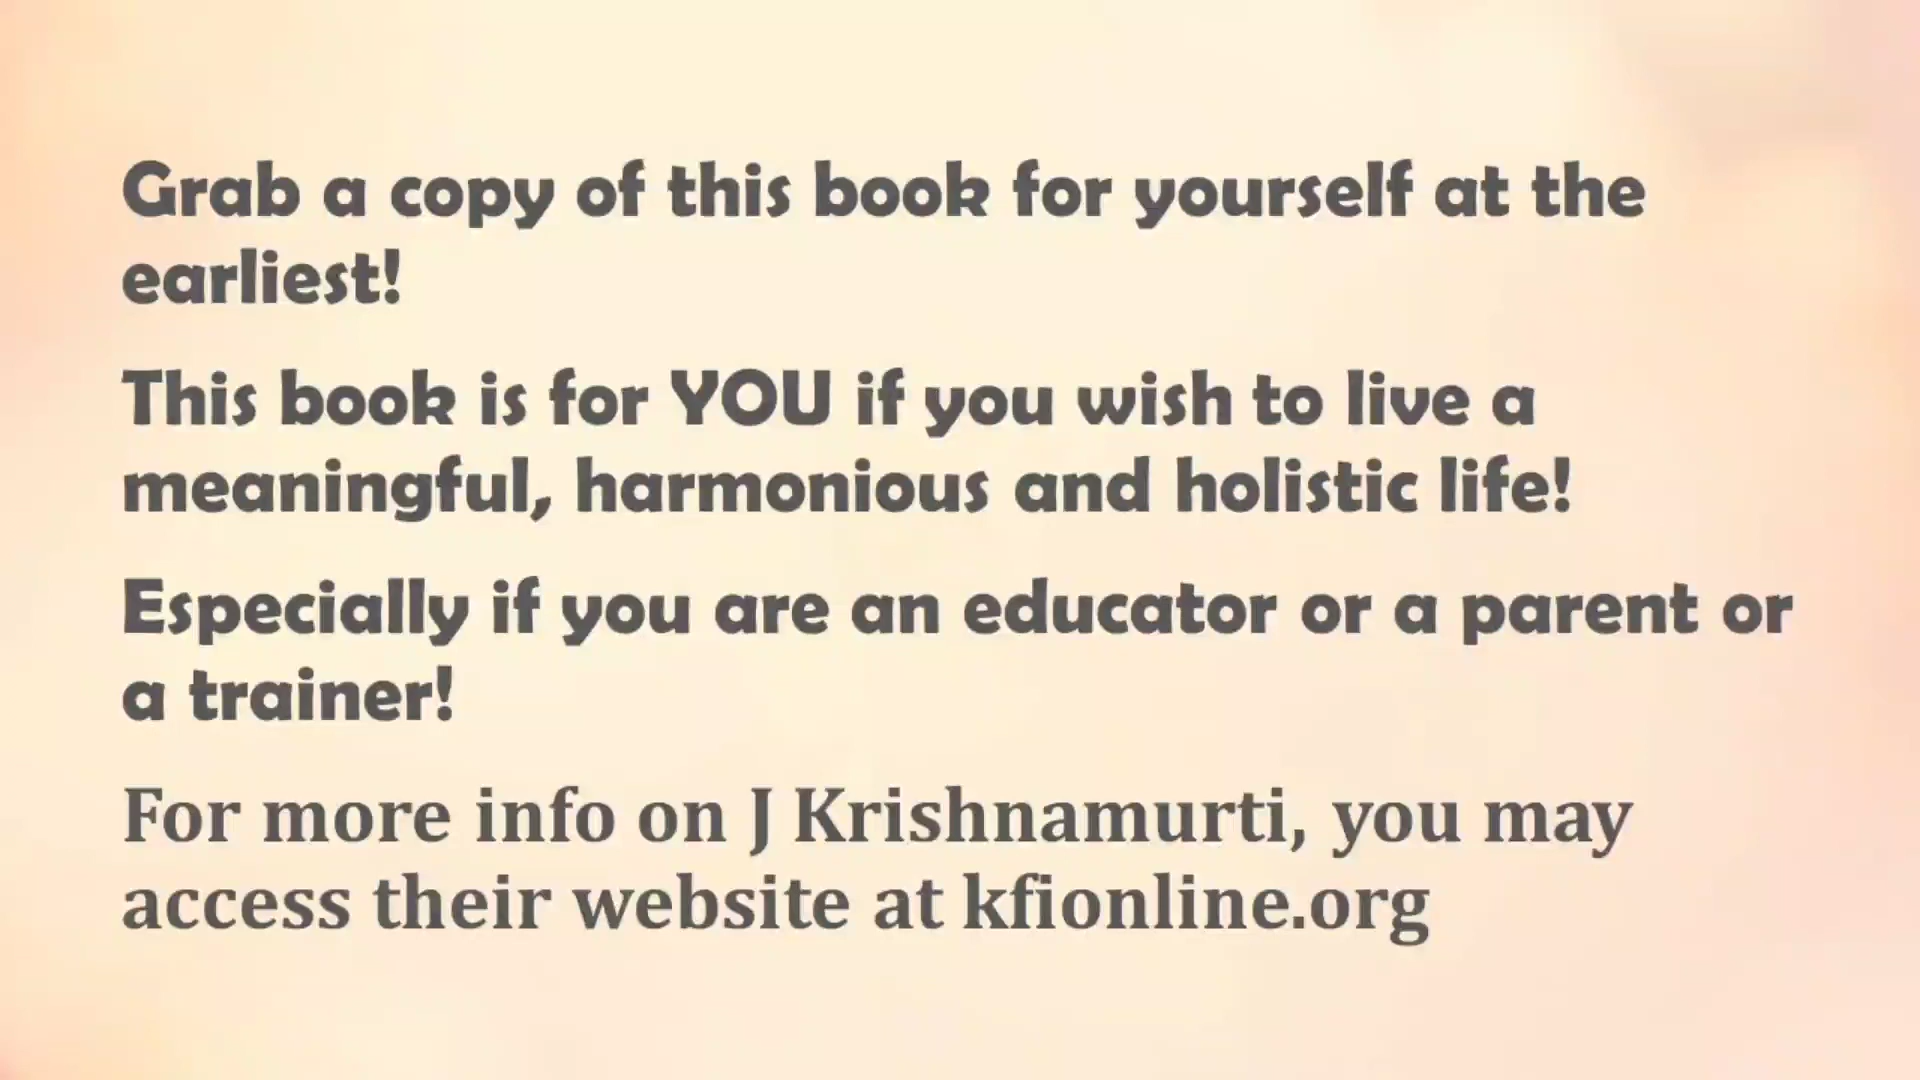 Grab a copy of this book for yourself at the
earliest!
This book is for YOU if you wish to live a
meaningful, harmonious and holistic life!
Especially if you are an educator or a parent or
a trainer!
For more info on J Krishnamurti, you may
access their website at kfionline.org